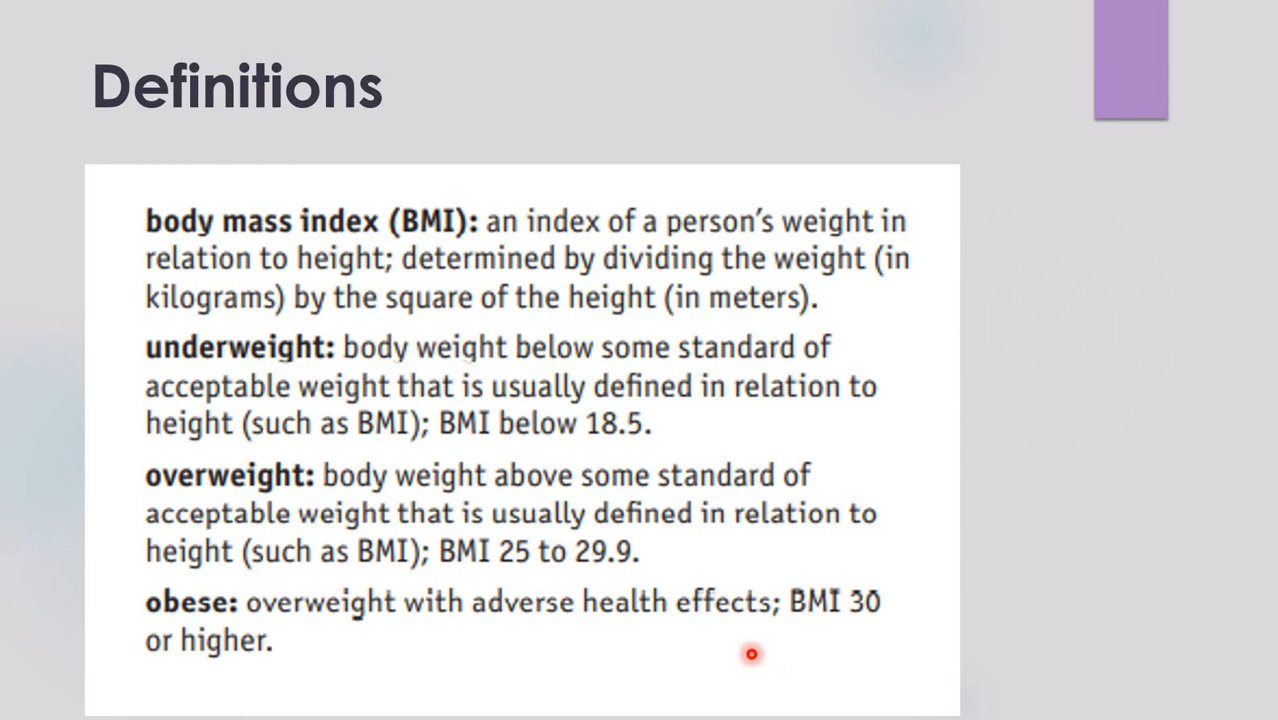 Definitions
body mass index (BMI): an index of a person's weight in
relation to height; determined by dividing the weight (in
kilograms) by the square of the height (in meters).
underweight: body weight below some standard of
acceptable weight that is usually defined in relation to
height (such as BMI); BMI below 18.5.
overweight: body weight above some standard of
acceptable weight that is usually defined in relation to
height (such as BMI); BMI 25 to 29.9.
obese: overweight with adverse health effects; BMI 30
or higher.